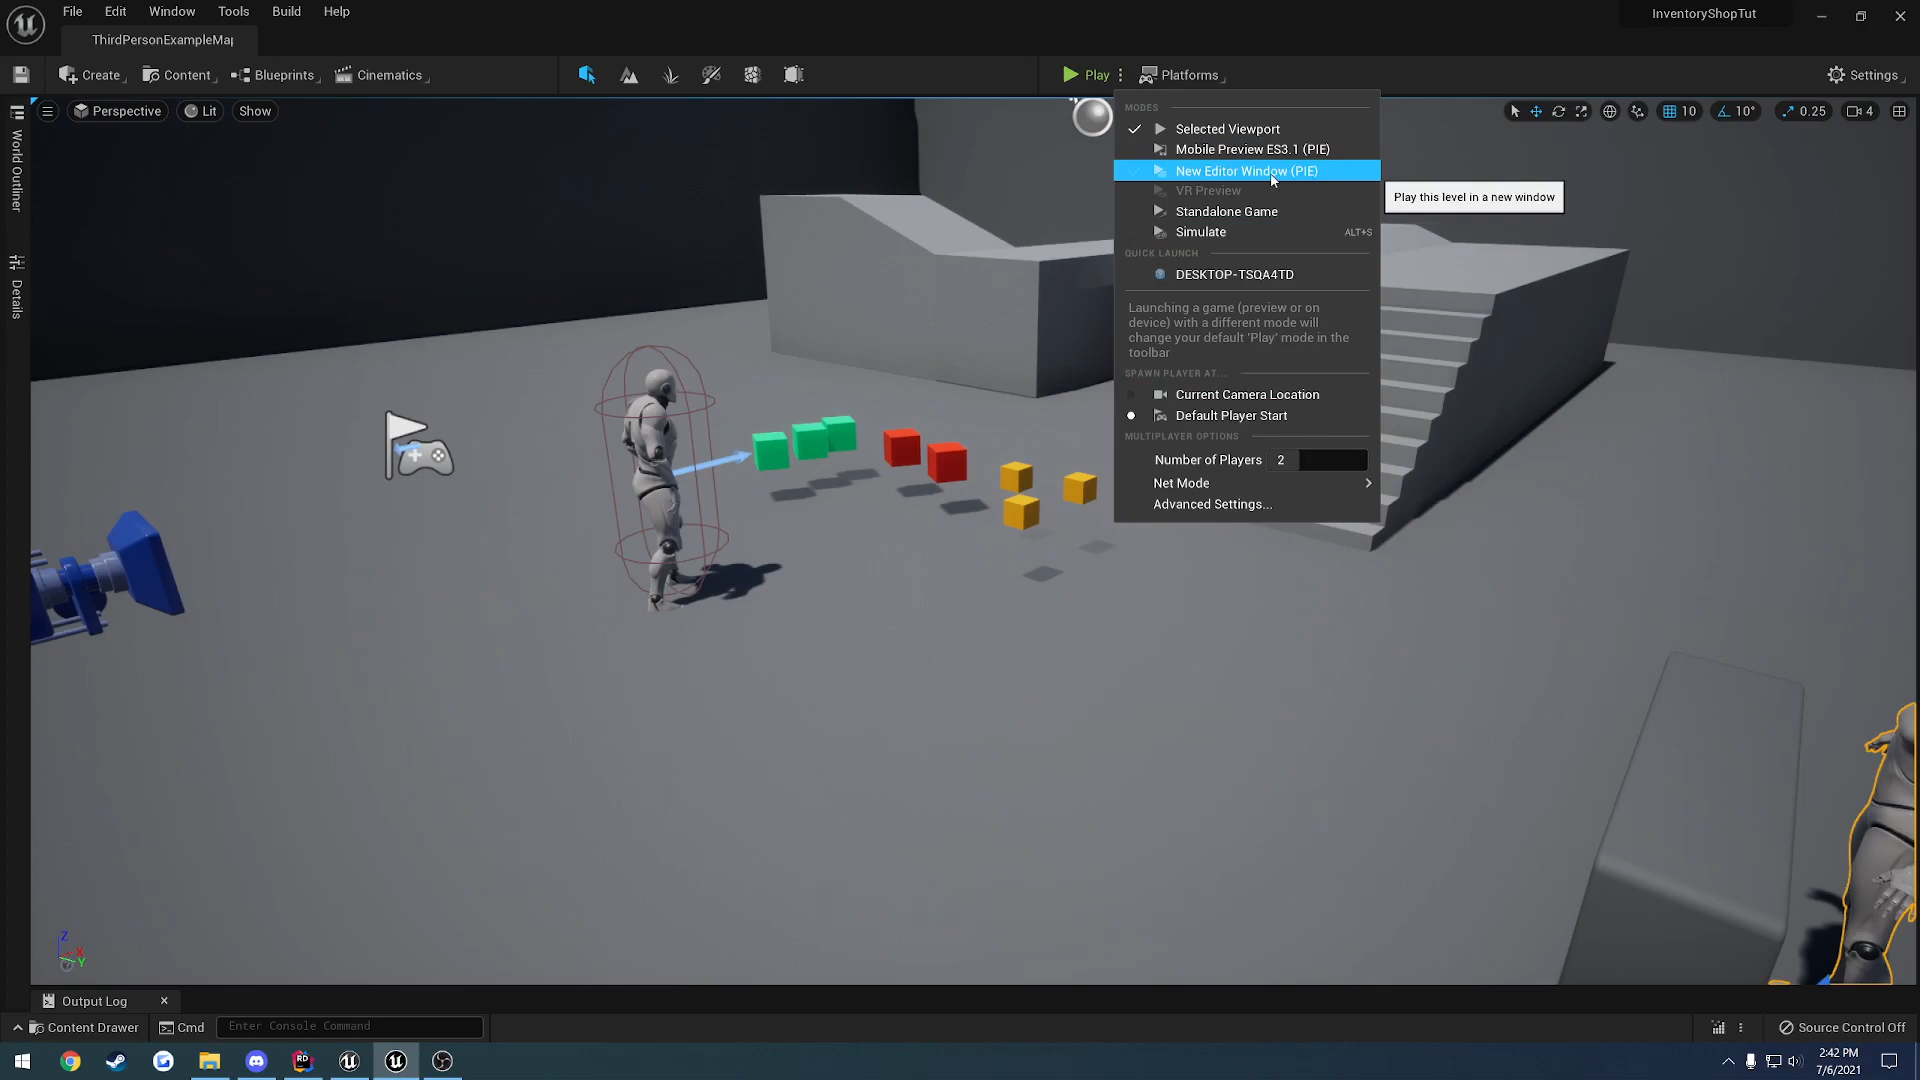 File Edit Window Tools Build Help
InventoryShopTut
ThirdPersonExampleMap
Create Content Blueprints Cinematics
Play Platforms
Settings
Perspective Lit Show
10 10° 0.25 4
World Outliner
Details
MODES
Selected Viewport
Mobile Preview ES3.1 (PIE)
New Editor Window (PIE)
VR Preview
Standalone Game
Simulate ALT+S
QUICK LAUNCH
DESKTOP-TSQA4TD
Launching a game (preview or on
device) with a different mode will
change your default 'Play' mode in the
toolbar
SPAWN PLAYER AT...
Current Camera Location
Default Player Start
MULTIPLAYER OPTIONS
Number of Players 2
Net Mode
Advanced Settings...
Play this level in a new window
Z X Y
Output Log
Content Drawer Cmd Enter Console Command
Source Control Off
RD
2:42 PM
7/6/2021